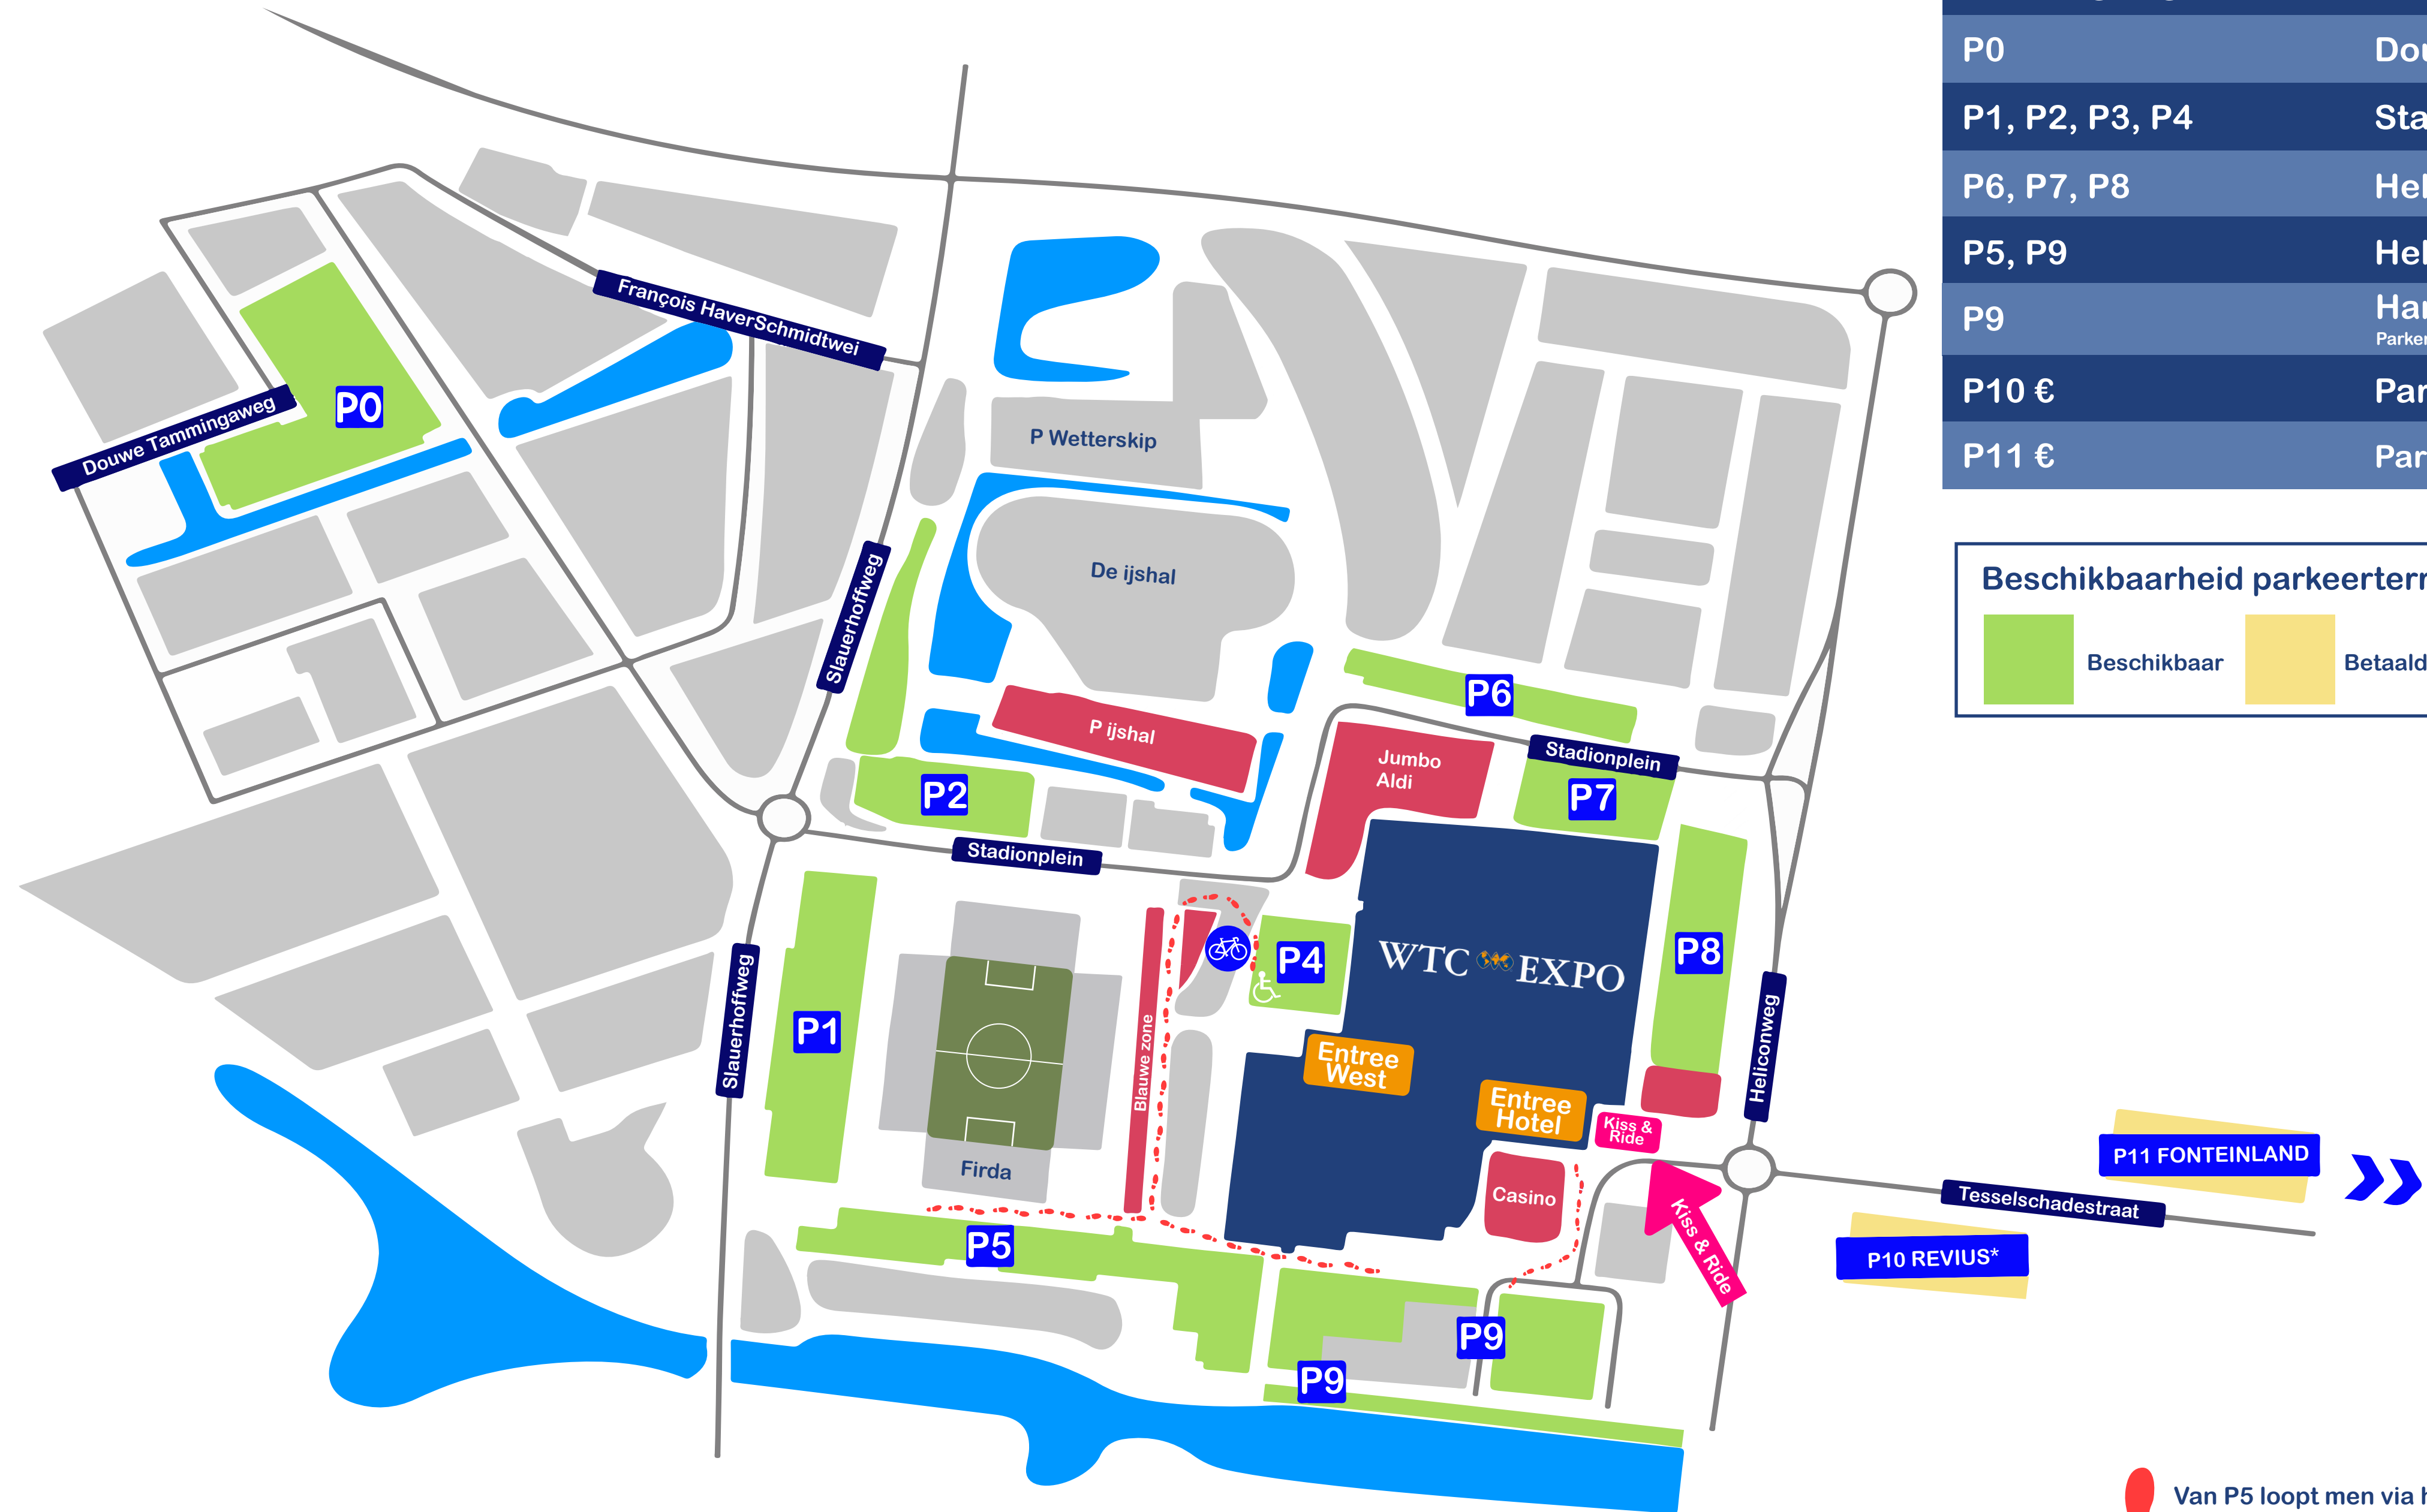 P0
P1, P2, P3, P4
P6, P7, P8
P5, P9
P9
P10 €
P11 €
Beschikbaarheid
Beschikbaar
Betaald
François HaverSchmidtwei
P0
Douwe Tammingaweg
P Wetterskip
De ijshal
Slauerhoffweg
P6
P ijshal
Jumbo
Aldi
Stadionplein
P7
P2
Stadionplein
P4
WTC EXPO
P8
P1
Slauerhoffweg
Blauwe zone
Heliconweg
Entree
West
Entree
Hotel
Kiss &
Ride
Firda
Casino
Kiss & Ride
P11 FONTEINLAND
Tesselschadestraat
P10 REVIUS*
P5
P9
P9
Van P5 loopt men via